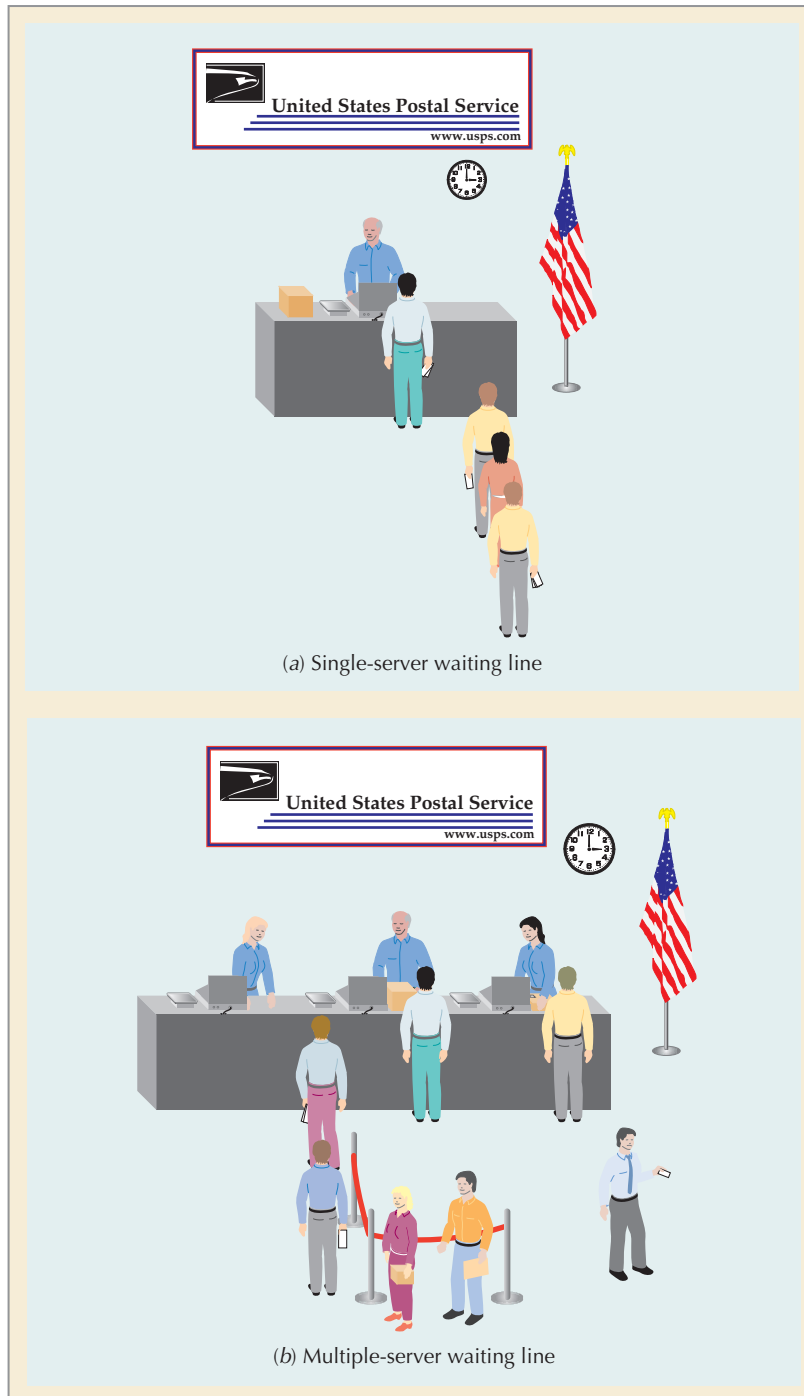 United States Postal Service
www.usps.com
(a) Single-server waiting line
United States Postal Service
www.usps.com
(b) Multiple-server waiting line